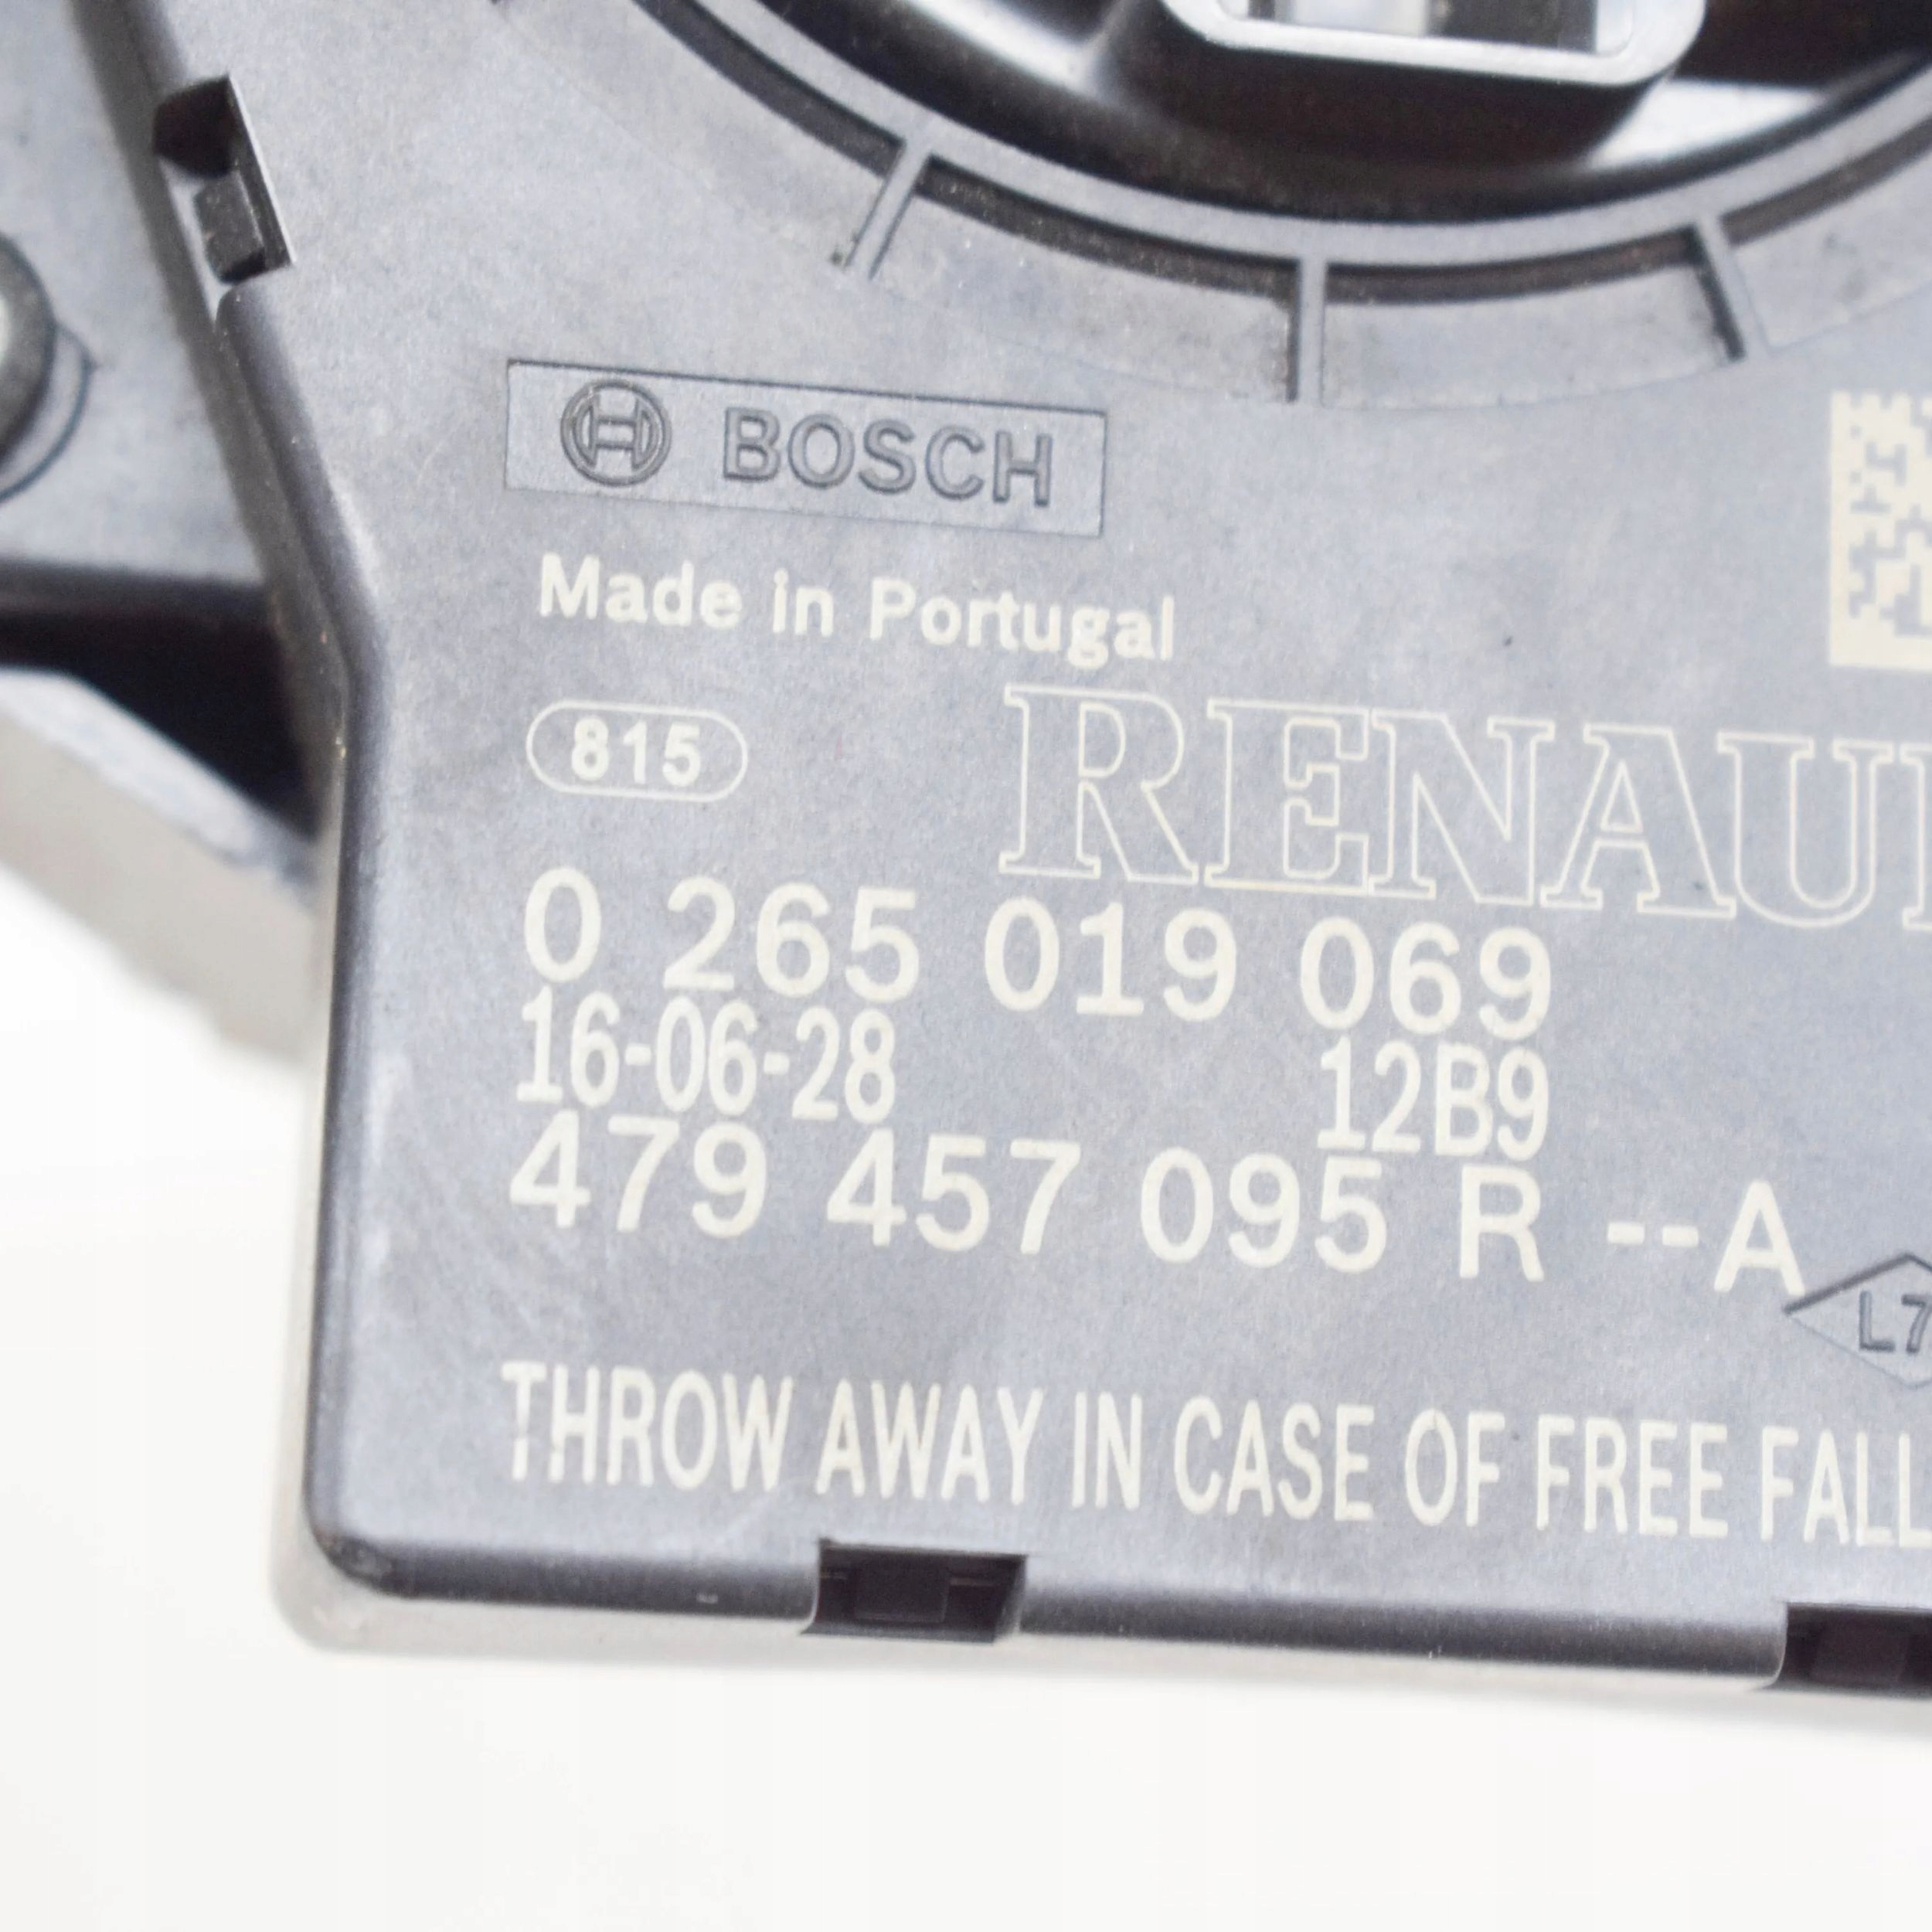 BOSCH
Made in Portugal
815
RENAU
0 265 019 069
16-06-28 12B9
479 457 095 R --A
L7
THROW AWAY IN CASE OF FREE FALL